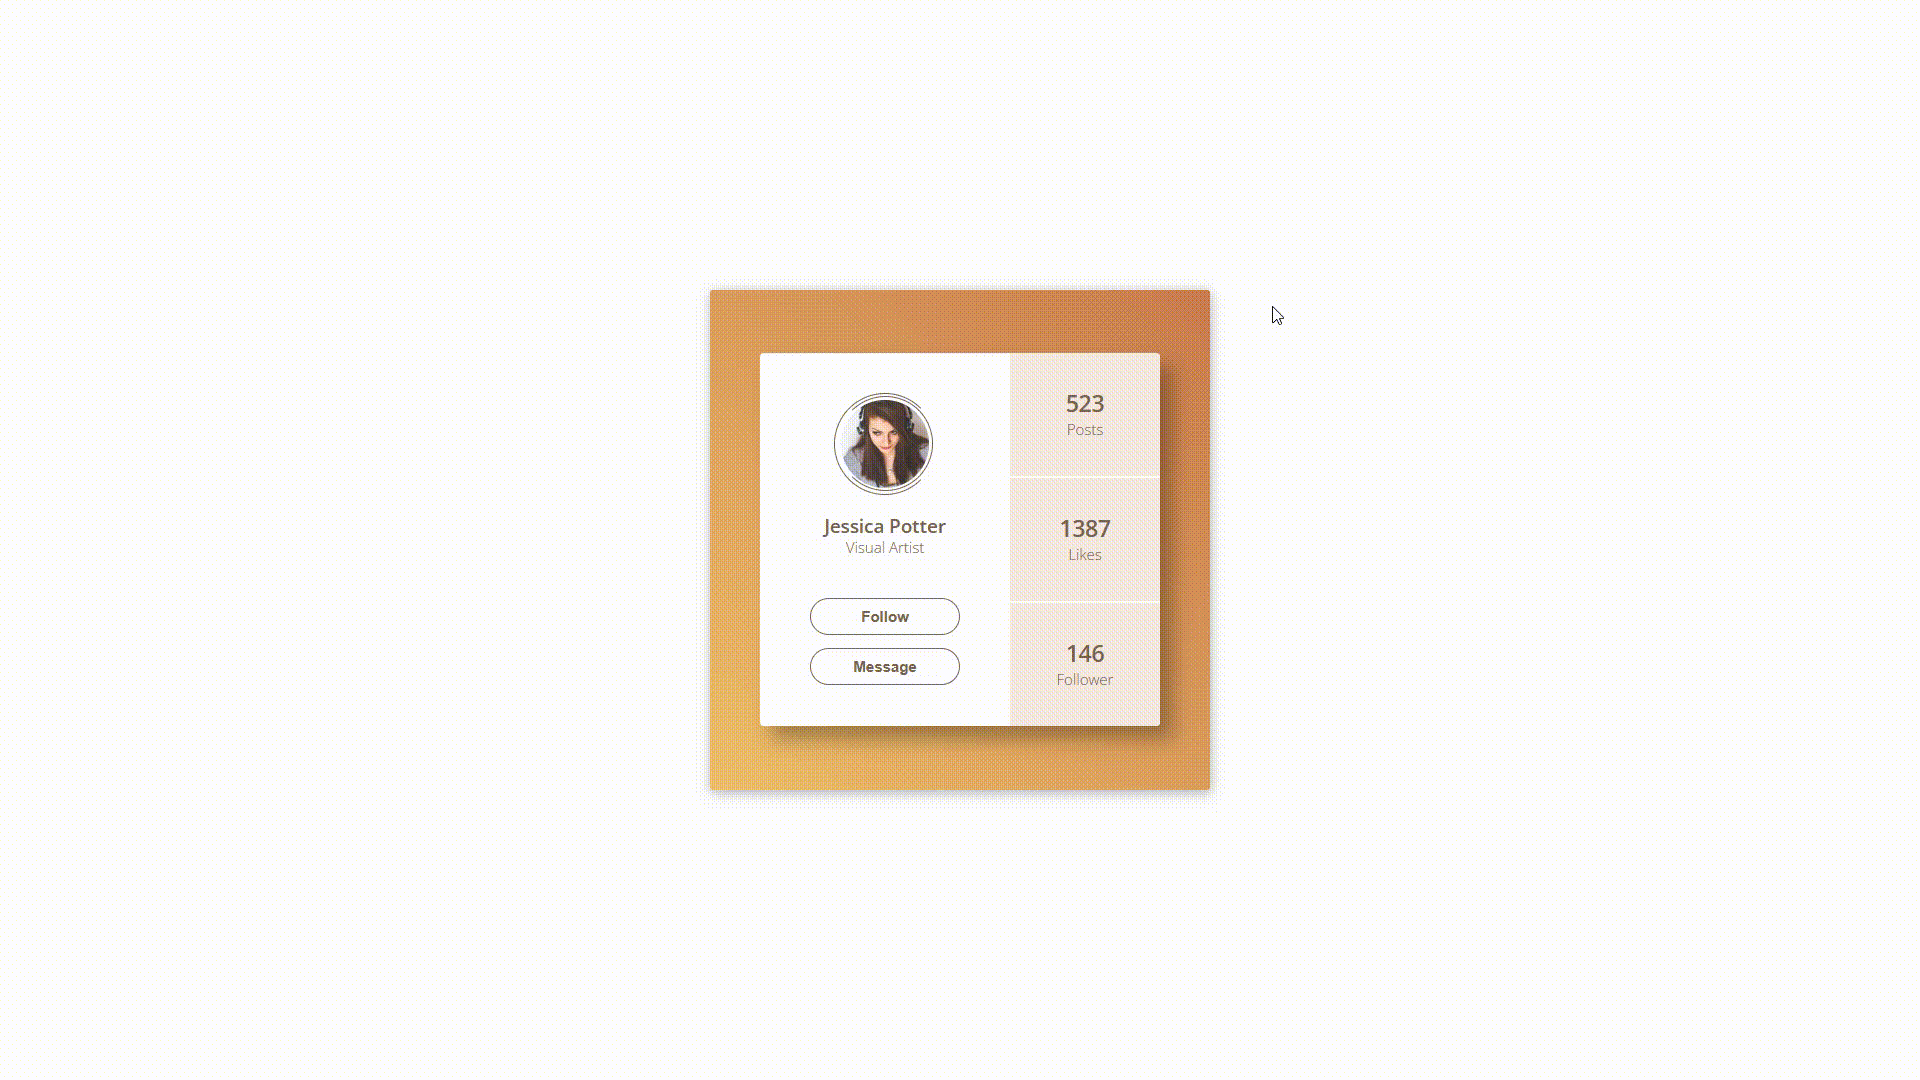 Jessica Potter
Visual Artist
Follow
Message
523
Posts
1387
Likes
146
Follower